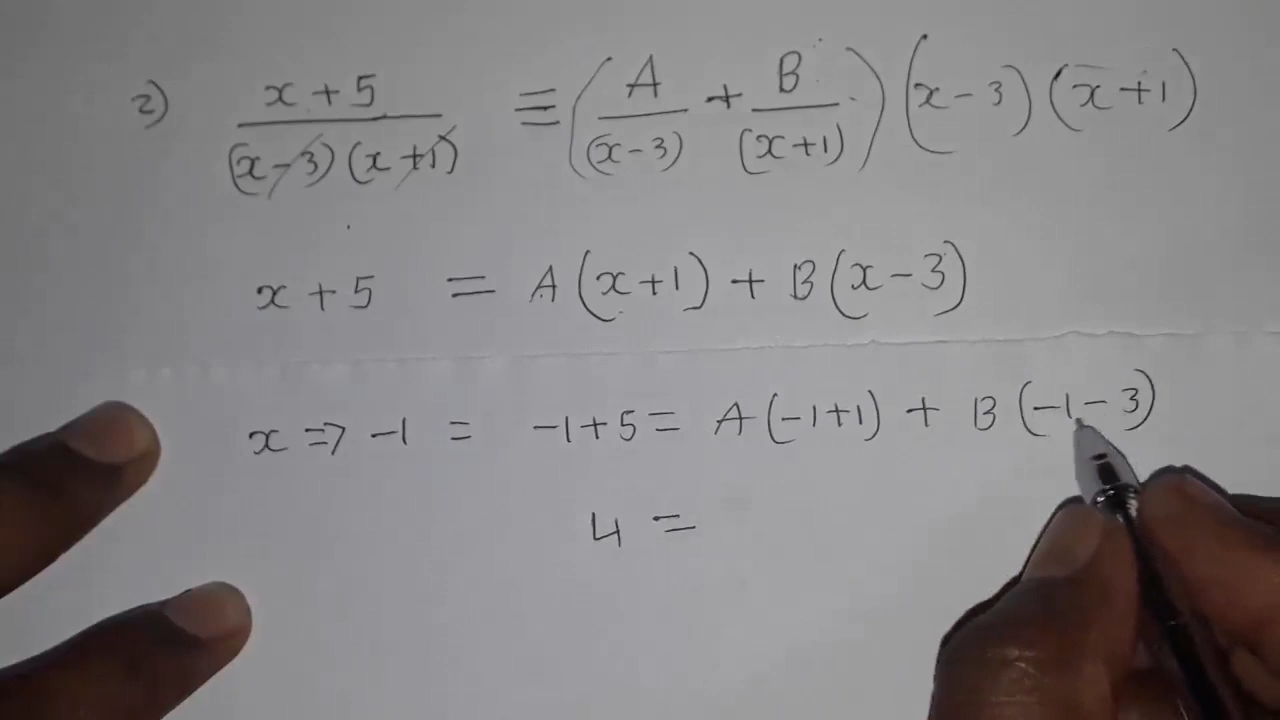 2) x + 5 / (x - 3)(x + 1) ≡ (A / (x - 3) + B / (x + 1)) (x - 3)(x + 1)
x + 5 = A(x + 1) + B(x - 3)
x => -1 = -1 + 5 = A(-1 + 1) + B(-1 - 3)
4 =